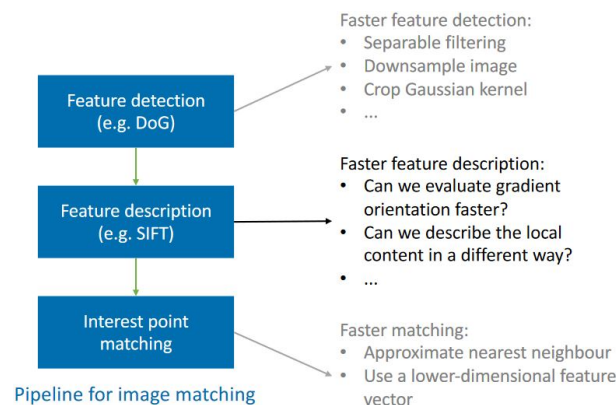 Faster feature detection:
• Separable filtering
• Downsample image
• Crop Gaussian kernel
• ...
Feature detection
(e.g. DoG)
Faster feature description:
• Can we evaluate gradient
orientation faster?
• Can we describe the local
content in a different way?
• ...
Feature description
(e.g. SIFT)
Interest point
matching
Faster matching:
• Approximate nearest neighbour
• Use a lower-dimensional feature
vector
Pipeline for image matching